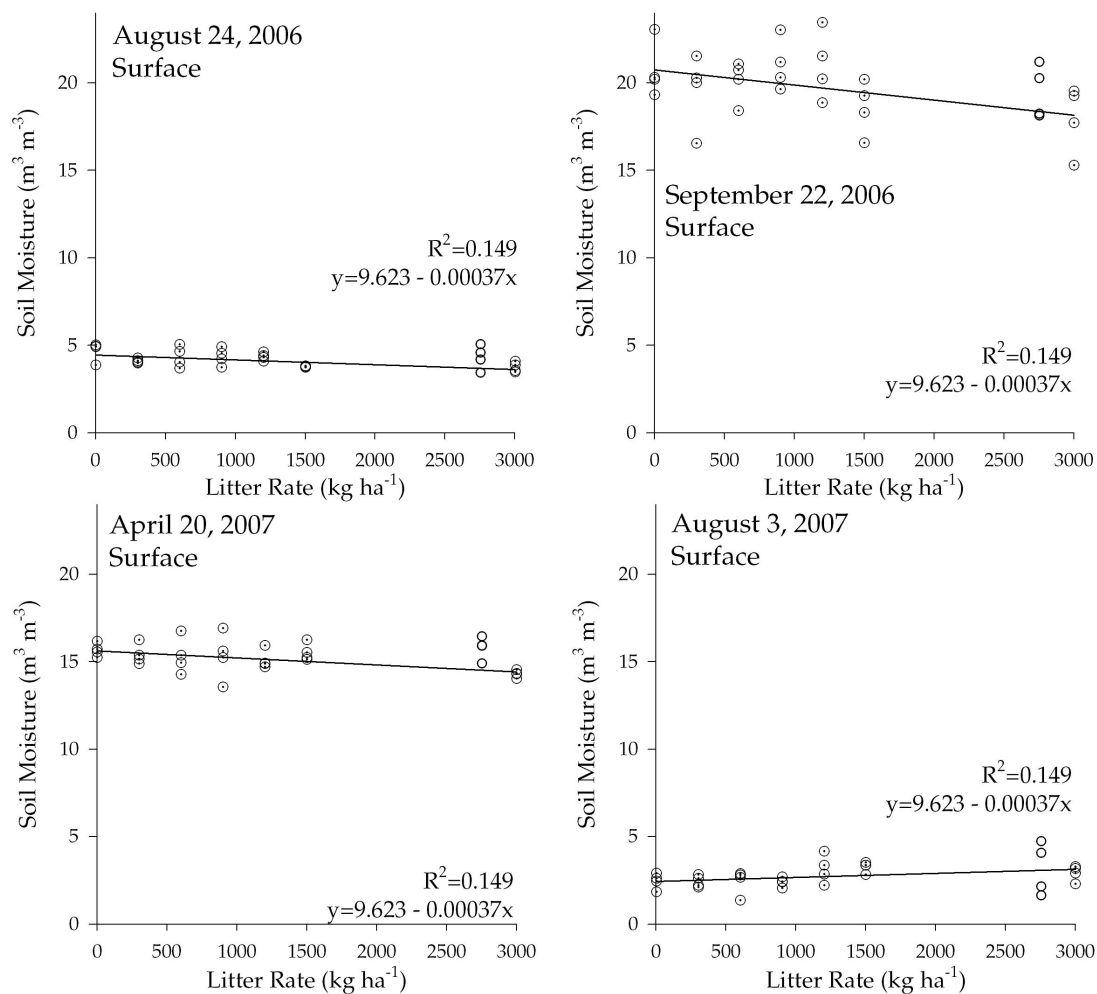 August 24, 2006
Surface
20
15
10
5
0
Soil Moisture (m³ m⁻³)
R²=0.149
y=9.623 - 0.00037x
0 500 1000 1500 2000 2500 3000
Litter Rate (kg ha⁻¹)
20
15
10
5
0
Soil Moisture (m³ m⁻³)
September 22, 2006
Surface
R²=0.149
y=9.623 - 0.00037x
0 500 1000 1500 2000 2500 3000
Litter Rate (kg ha⁻¹)
April 20, 2007
Surface
20
15
10
5
0
Soil Moisture (m³ m⁻³)
R²=0.149
y=9.623 - 0.00037x
0 500 1000 1500 2000 2500 3000
Litter Rate (kg ha⁻¹)
August 3, 2007
Surface
20
15
10
5
0
Soil Moisture (m³ m⁻³)
R²=0.149
y=9.623 - 0.00037x
0 500 1000 1500 2000 2500 3000
Litter Rate (kg ha⁻¹)